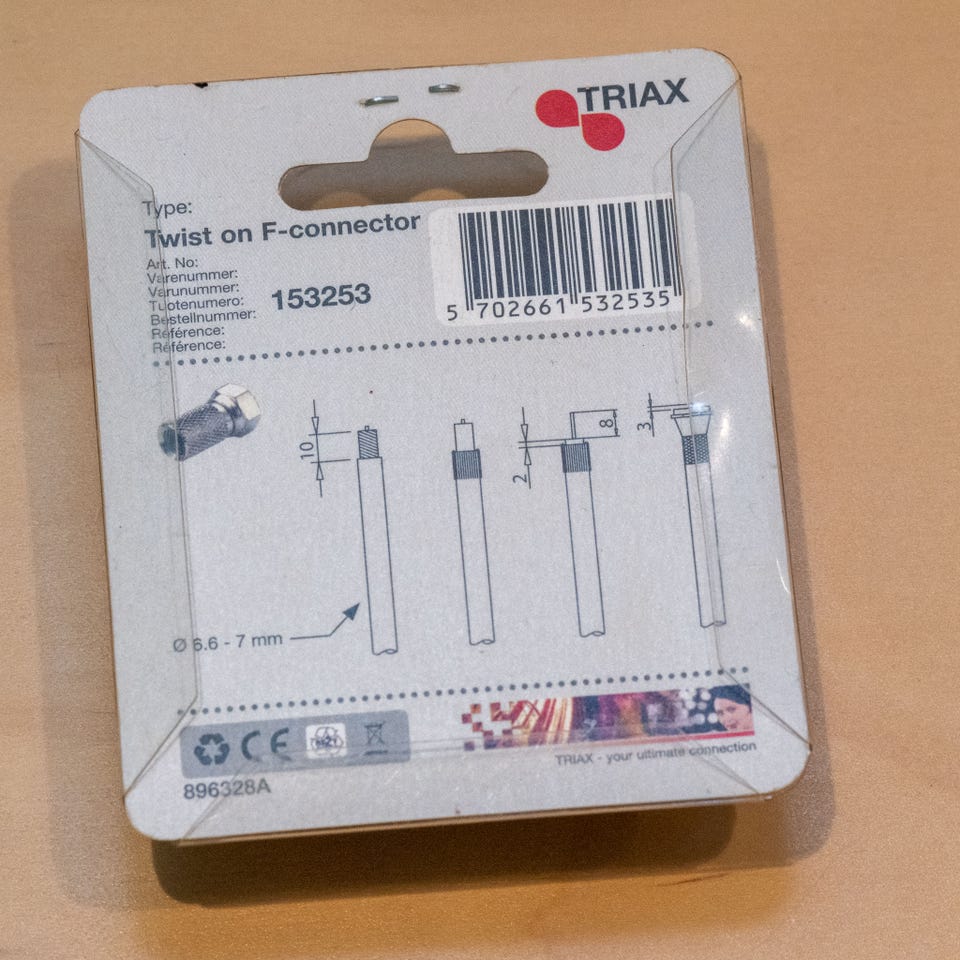 TRIAX
Type:
Twist on F-connector
Art. No:
Varenummer:
Varunummer:
Tuotenumero:
Bestellnummer:
Référence:
Référence:
153253
5 702661 532535
10
2
8
3
Ø 6.6 - 7 mm
CE
TRIAX - your ultimate connection
896328A